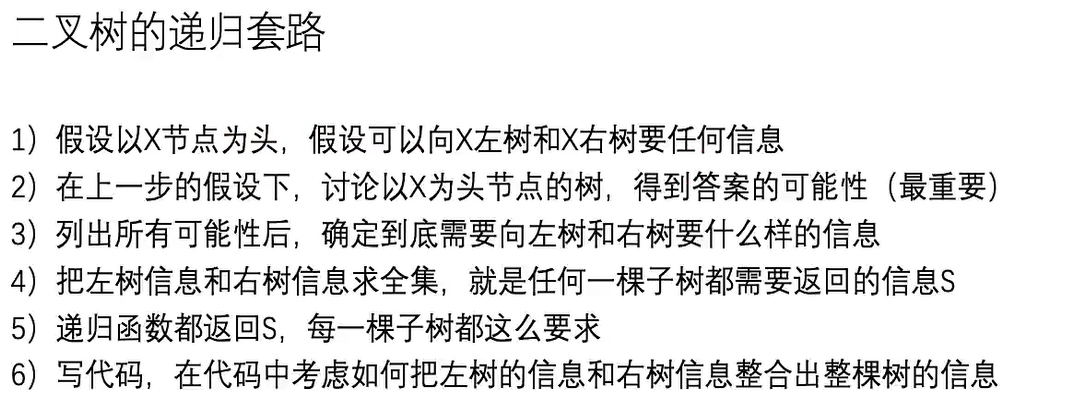 二叉树的递归套路
1）假设以X节点为头，假设可以向X左树和X右树要任何信息
2）在上一步的假设下，讨论以X为头节点的树，得到答案的可能性（最重要）
3）列出所有可能性后，确定到底需要向左树和右树要什么样的信息
4）把左树信息和右树信息求全集，就是任何一棵子树都需要返回的信息S
5）递归函数都返回S，每一棵子树都这么要求
6）写代码，在代码中考虑如何把左树的信息和右树信息整合出整棵树的信息